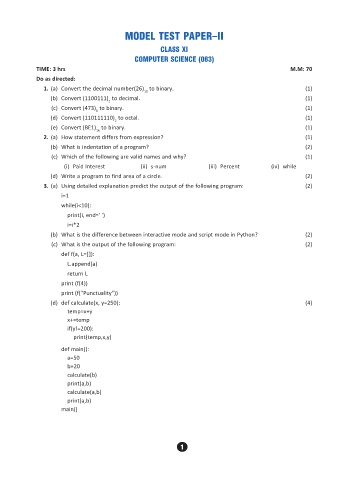 MODEL TEST PAPER–II
CLASS XI
COMPUTER SCIENCE (083)
TIME: 3 hrs M.M: 70
Do as directed:
1. (a) Convert the decimal number(26)10 to binary. (1)
(b) Convert (1100111)2 to decimal. (1)
(c) Convert (473)8 to binary. (1)
(d) Convert (110111110)2 to octal. (1)
(e) Convert (BE1)16 to binary. (1)
2. (a) How statement differs from expression? (1)
(b) What is indentation of a program? (2)
(c) Which of the following are valid names and why? (1)
(i) Paid Interest (ii) s-num (iii) Percent (iv) while
(d) Write a program to find area of a circle. (2)
3. (a) Using detailed explanation predict the output of the following program: (2)
i=1
while(i<10):
print(i, end=' ')
i=i*2
(b) What is the difference between interactive mode and script mode in Python? (2)
(c) What is the output of the following program: (2)
def f(x, L=[]):
L.append(x)
return L
print (f(4))
print (f("Punctuality"))
(d) def calculate(x, y=250): (4)
temp=x+y
x+=temp
if(y!=200):
print(temp,x,y)
def main():
a=50
b=20
calculate(b)
print(a,b)
calculate(a,b)
print(a,b)
main()
1